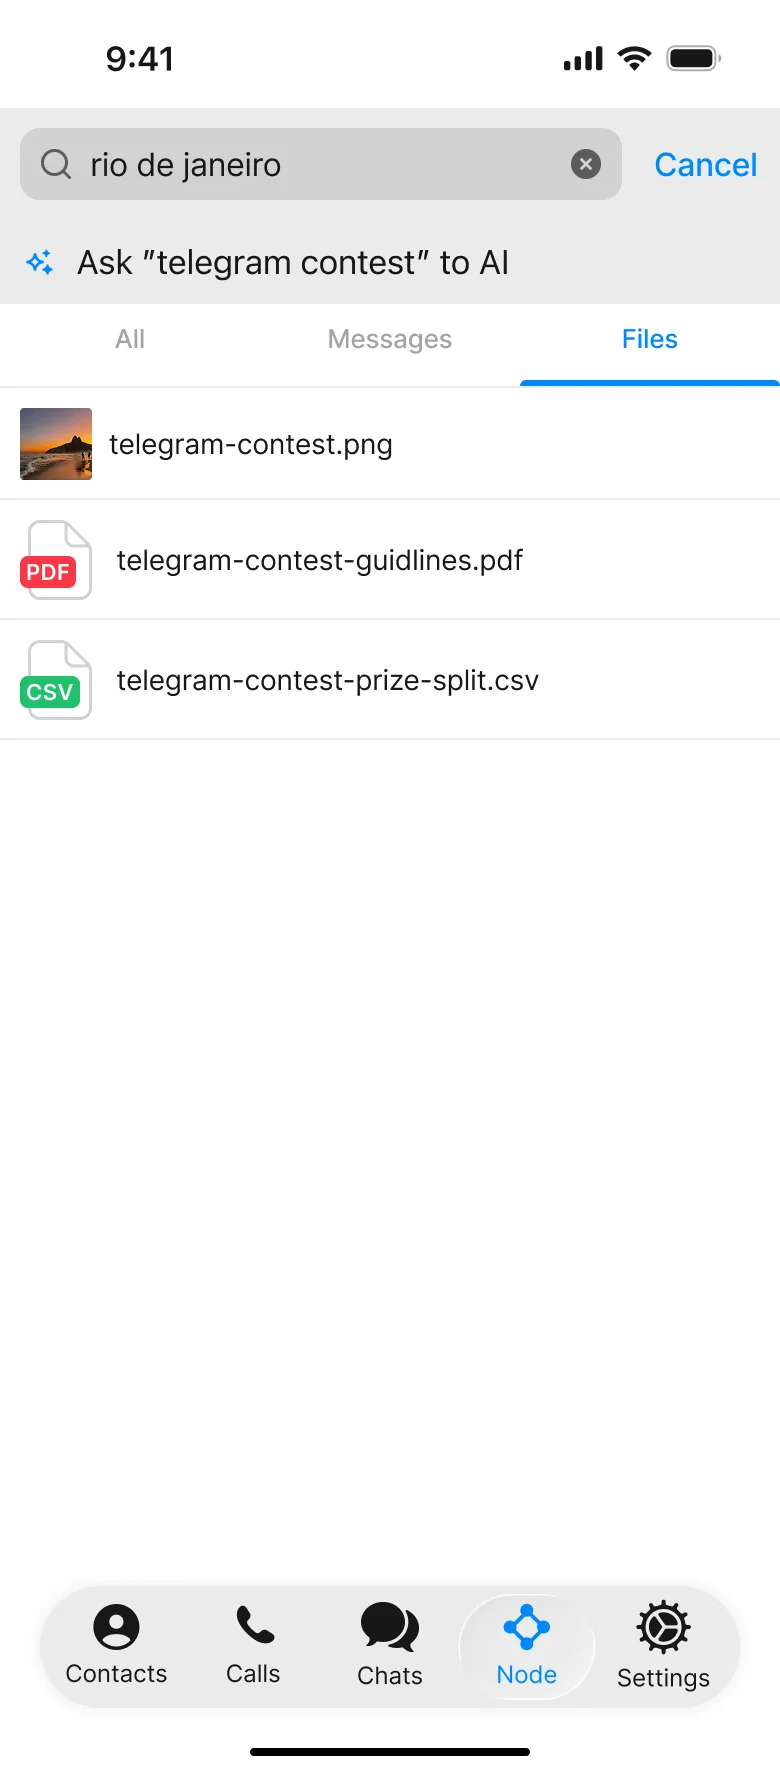 9:41
rio de janeiro
Cancel
Ask "telegram contest" to AI
All Messages Files
telegram-contest.png
PDF telegram-contest-guidlines.pdf
CSV telegram-contest-prize-split.csv
Contacts Calls Chats Node Settings